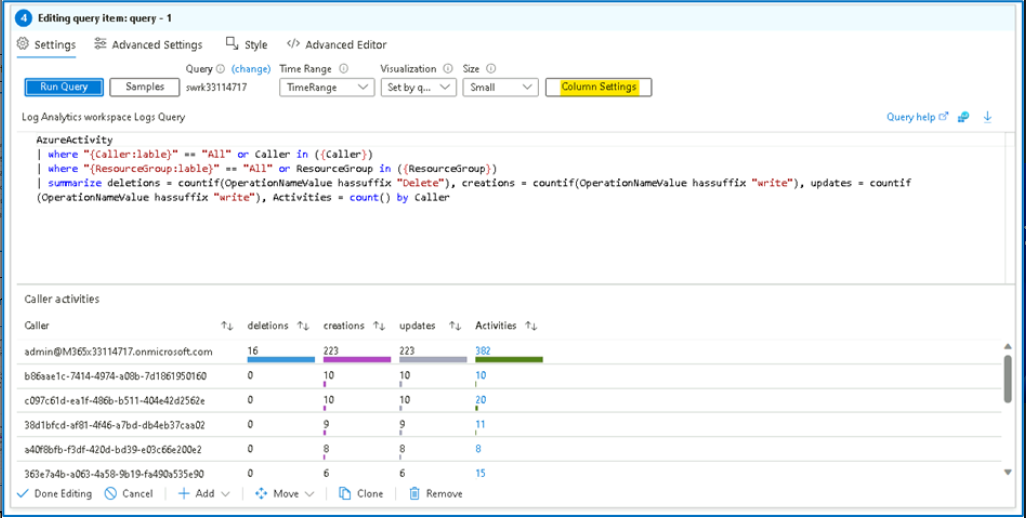 4 Editing query item: query - 1
Settings Advanced Settings Style </> Advanced Editor
Query (change) Time Range Visualization Size
Run Query Samples swrk33114717 TimeRange Set by q... Small Column Settings
Log Analytics workspace Logs Query Query help
AzureActivity
| where "{Caller:lable}" == "All" or Caller in ({Caller})
| where "{ResourceGroup:lable}" == "All" or ResourceGroup in ({ResourceGroup})
| summarize deletions = countif(OperationNameValue hassuffix "Delete"), creations = countif(OperationNameValue hassuffix "write"), updates = countif
(OperationNameValue hassuffix "write"), Activities = count() by Caller
Caller activities
Caller ↑↓ deletions ↑↓ creations ↑↓ updates ↑↓ Activities ↑↓
admin@M365x33114717.onmicrosoft.com 16 223 223 382
b86aae1c-7414-4974-a08b-7d1861950160 0 10 10 10
c097c61d-ea1f-486b-b511-404e42d2562e 0 10 10 20
38d1bfcd-af81-4f46-a7bd-db4eb37caa02 0 9 9 11
a40f8bfb-f3df-420d-bd39-e03c66e200e2 0 8 8 8
363e7a4b-a063-4a58-9b19-fa490a535e90 0 6 6 15
Done Editing Cancel Add Move Clone Remove